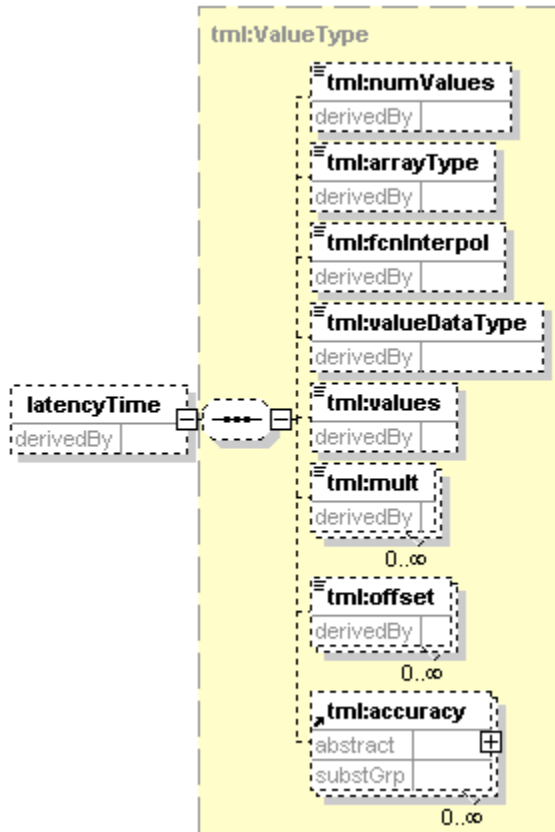 tml:ValueType
tml:numValues
derivedBy
tml:arrayType
derivedBy
tml:fcnInterpol
derivedBy
tml:valueDataType
derivedBy
latencyTime
derivedBy
tml:values
derivedBy
tml:mult
derivedBy
0..∞
tml:offset
derivedBy
0..∞
tml:accuracy
abstract
substGrp
0..∞